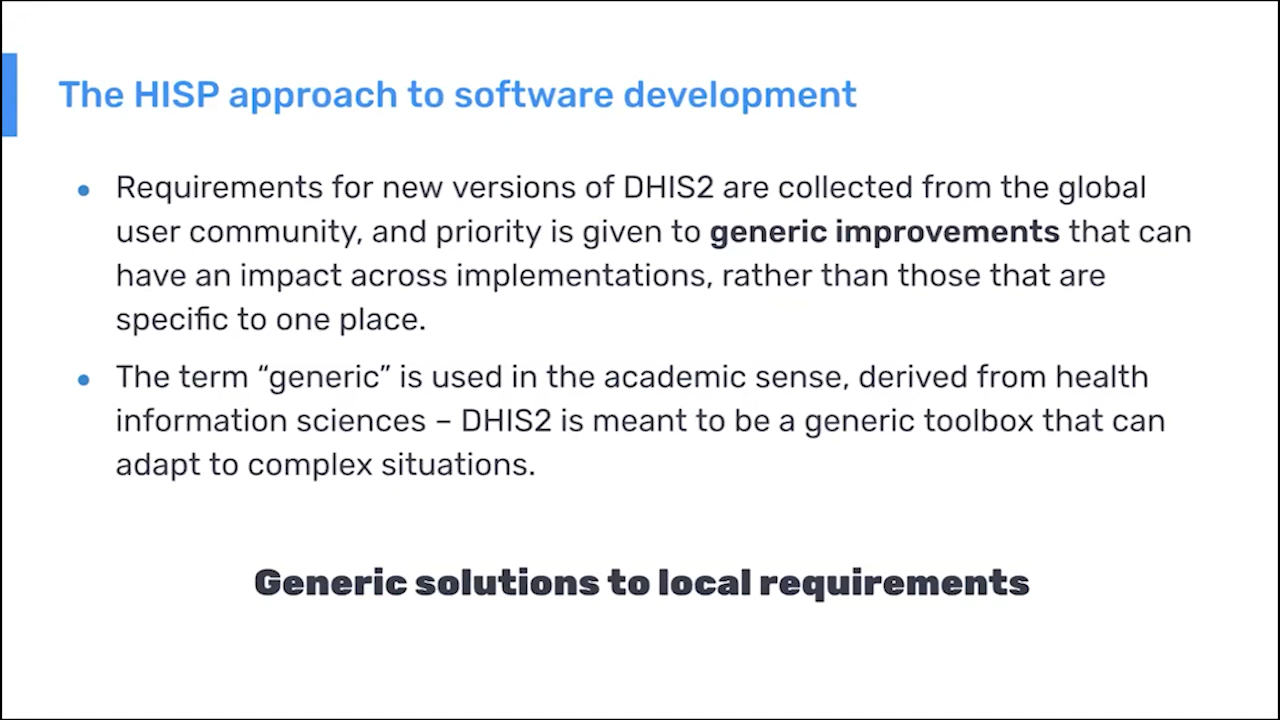 The HISP approach to software development
• Requirements for new versions of DHIS2 are collected from the global
user community, and priority is given to generic improvements that can
have an impact across implementations, rather than those that are
specific to one place.
• The term “generic” is used in the academic sense, derived from health
information sciences – DHIS2 is meant to be a generic toolbox that can
adapt to complex situations.
Generic solutions to local requirements